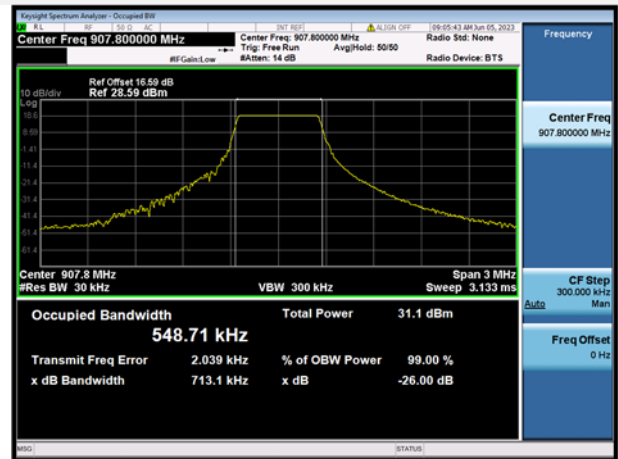 Keysight Spectrum Analyzer - Occupied BW
RL RF 50 Ω AC INT REF ALIGN OFF 09:05:43 AM Jun 05, 2023
Center Freq 907.800000 MHz
Center Freq: 907.800000 MHz Radio Std: None
Trig: Free Run Avg|Hold: 50/50
#IFGain:Low #Atten: 14 dB Radio Device: BTS
Ref Offset 16.59 dB
10 dB/div Ref 28.59 dBm
Log
18.6
8.59
-1.41
-11.4
-21.4
-31.4
-41.4
-51.4
-61.4
Center 907.8 MHz Span 3 MHz
#Res BW 30 kHz VBW 300 kHz Sweep 3.133 ms
Occupied Bandwidth Total Power 31.1 dBm
548.71 kHz
Transmit Freq Error 2.039 kHz % of OBW Power 99.00 %
x dB Bandwidth 713.1 kHz x dB -26.00 dB
MSG STATUS
Frequency
Center Freq
907.800000 MHz
CF Step
300.000 kHz
Auto Man
Freq Offset
0 Hz